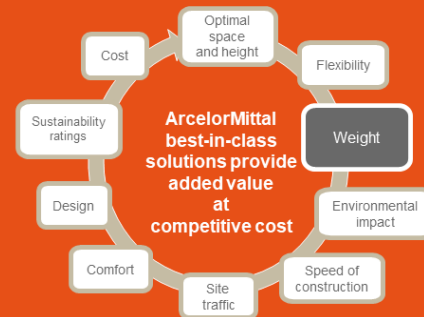 Optimal
space
and height
Cost
Flexibility
Sustainability
ratings
ArcelorMittal
best-in-class
solutions provide
added value
at
competitive cost
Weight
Design
Environmental
impact
Comfort
Speed of
construction
Site
traffic